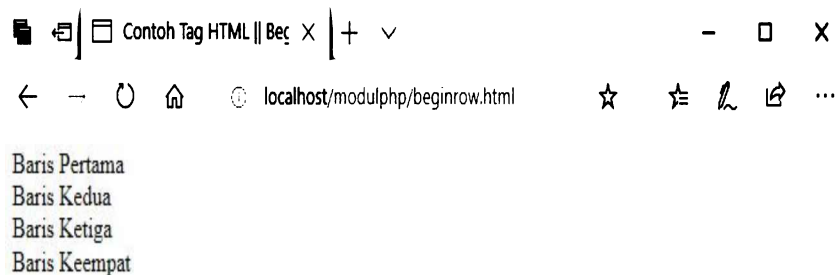 Contoh Tag HTML || Beg
localhost/modulphp/beginrow.html
Baris Pertama
Baris Kedua
Baris Ketiga
Baris Keempat